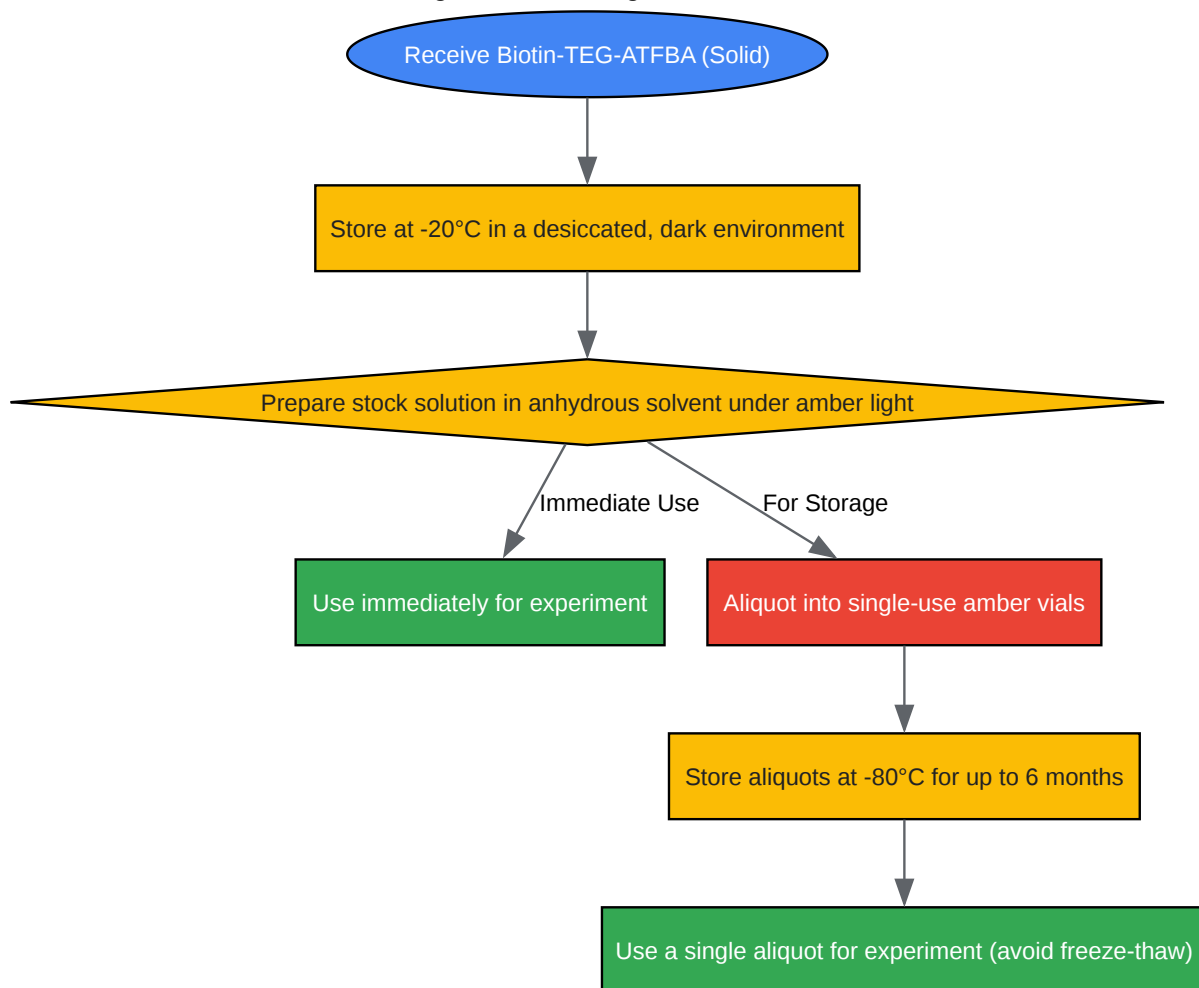 Receive Biotin-TEG-ATFBA (Solid)
Store at -20°C in a desiccated, dark environment
Prepare stock solution in anhydrous solvent under amber light
Immediate Use
For Storage
Use immediately for experiment
Aliquot into single-use amber vials
Store aliquots at -80°C for up to 6 months
Use a single aliquot for experiment (avoid freeze-thaw)